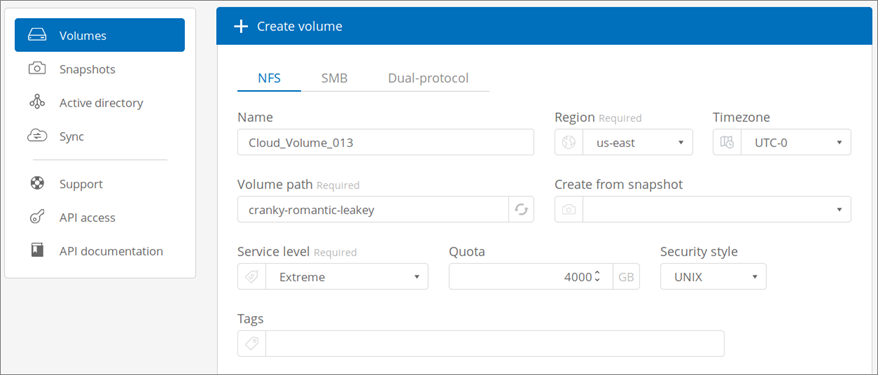 Volumes
Snapshots
Active directory
Sync
Support
API access
API documentation
Create volume
NFS SMB Dual-protocol
Name Region Required Timezone
Cloud_Volume_013 us-east UTC-0
Volume path Required Create from snapshot
cranky-romantic-leakey
Service level Required Quota Security style
Extreme 4000 GB UNIX
Tags